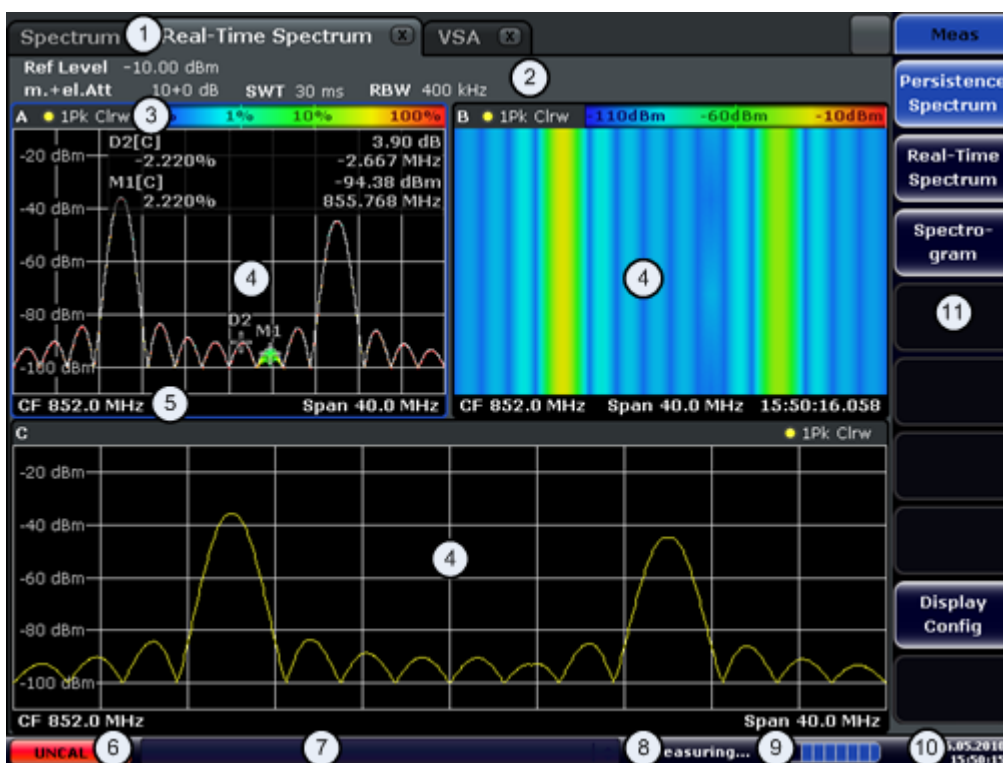 Spectrum 1 Real-Time Spectrum X VSA X
Ref Level -10.00 dBm
m.+el.Att 10+0 dB SWT 30 ms RBW 400 kHz 2
A 1Pk Clrw 3 1% 10% 100%
D2[C] 3.90 dB
-2.220% -2.667 MHz
M1[C] -94.38 dBm
2.220% 855.768 MHz
-20 dBm
-40 dBm
-60 dBm
-80 dBm
-100 dBm
4
D2
M1
CF 852.0 MHz 5 Span 40.0 MHz
B 1Pk Clrw -110dBm -60dBm -10dBm
4
CF 852.0 MHz Span 40.0 MHz 15:50:16.058
C 1Pk Clrw
-20 dBm
-40 dBm
-60 dBm
-80 dBm
-100 dBm
4
CF 852.0 MHz Span 40.0 MHz
UNCAL 6 7 8 easuring... 9 10 5.05.2010
15:50:1
Meas
Persistence
Spectrum
Real-Time
Spectrum
Spectro-
gram
11
Display
Config